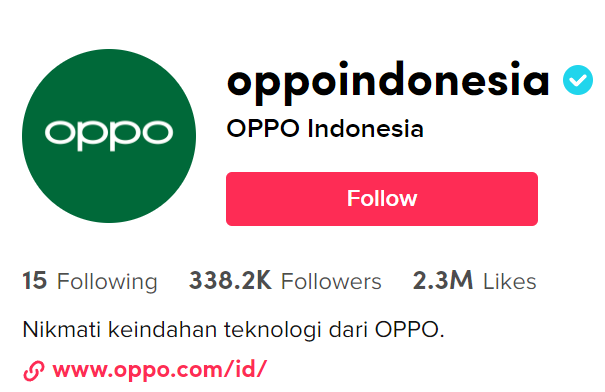 oppo
oppoindonesia
OPPO Indonesia
Follow
15 Following 338.2K Followers 2.3M Likes
Nikmati keindahan teknologi dari OPPO.
www.oppo.com/id/